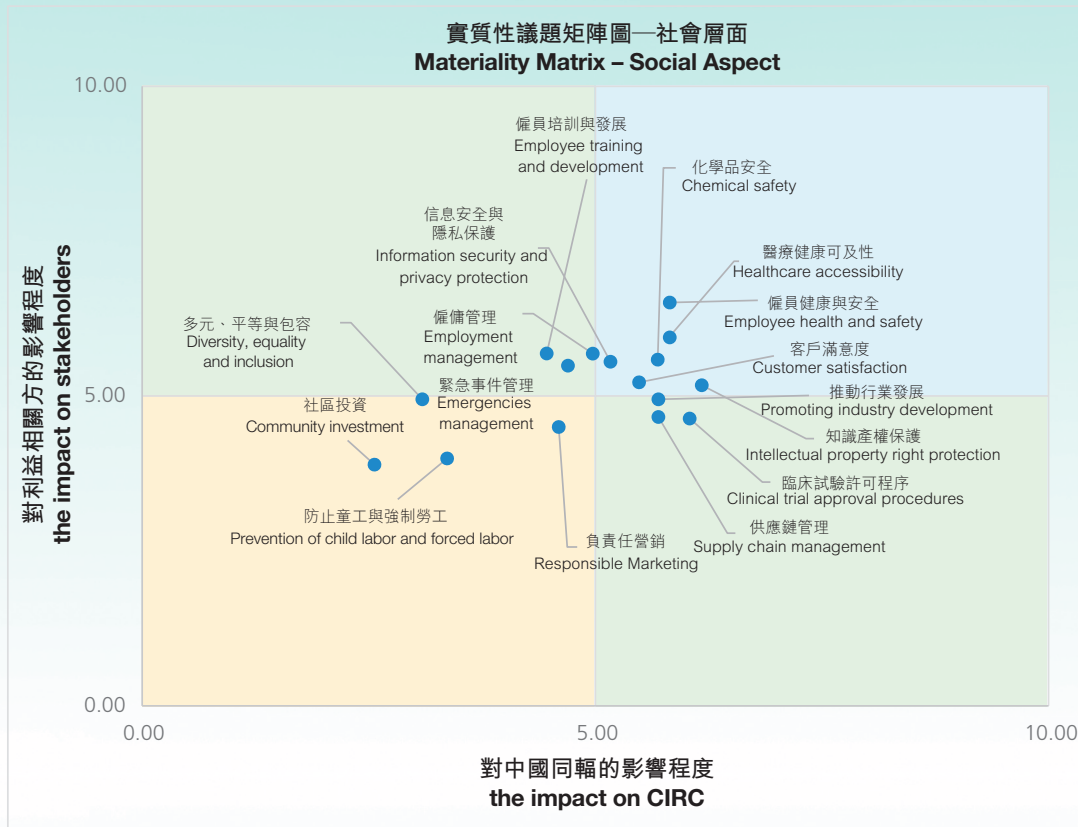 實質性議題矩陣圖—社會層面
Materiality Matrix – Social Aspect
10.00
僱員培訓與發展
Employee training
and development
化學品安全
Chemical safety
信息安全與
隱私保護
Information security and
privacy protection
醫療健康可及性
Healthcare accessibility
僱員健康與安全
Employee health and safety
多元、平等與包容
Diversity, equality
and inclusion
僱傭管理
Employment
management
客戶滿意度
Customer satisfaction
對利益相關方的影響程度
the impact on stakeholders
5.00
緊急事件管理
Emergencies
management
推動行業發展
Promoting industry development
社區投資
Community investment
知識產權保護
Intellectual property right protection
臨床試驗許可程序
Clinical trial approval procedures
防止童工與強制勞工
Prevention of child labor and forced labor
供應鏈管理
Supply chain management
負責任營銷
Responsible Marketing
0.00
0.00
5.00
10.00
對中國同輻的影響程度
the impact on CIRC